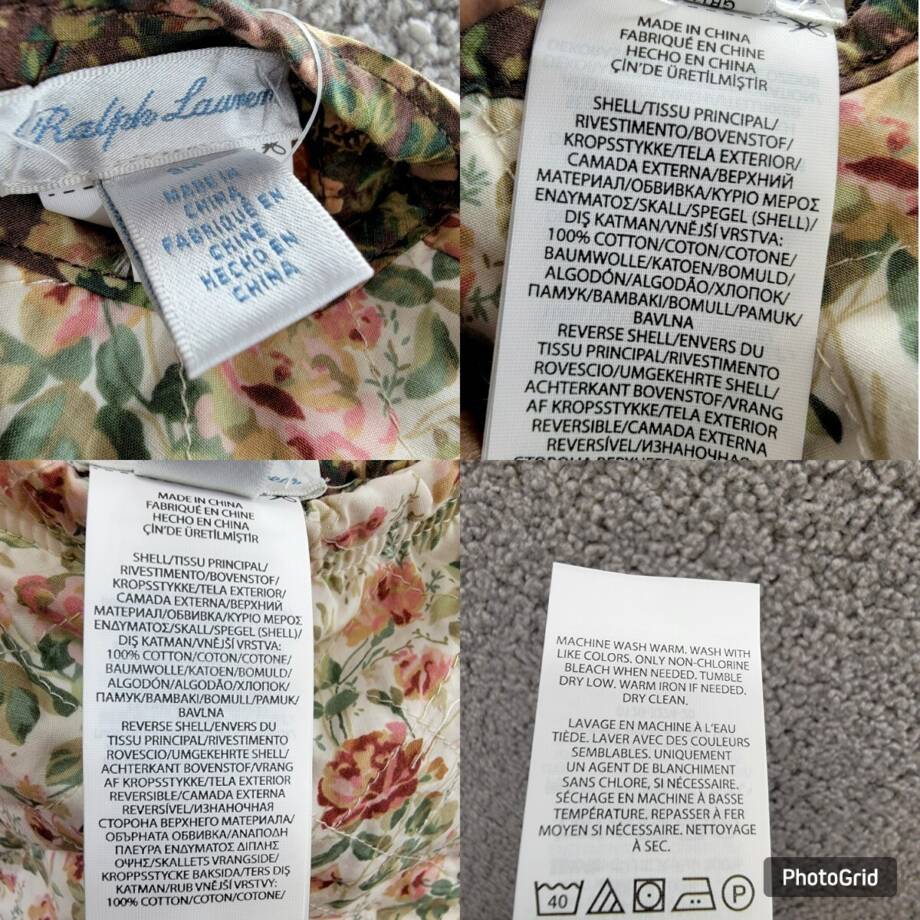 Ralph Lauren
MADE IN
CHINA
FABRIQUÉ EN
CHINE
HECHO EN
CHINA
MADE IN CHINA
FABRIQUÉ EN CHINE
HECHO EN CHINA
ÇİN'DE ÜRETİLMİŞTİR
SHELL/TISSU PRINCIPAL/
RIVESTIMENTO/BOVENSTOF/
KROPSSTYKKE/TELA EXTERIOR/
CAMADA EXTERNA/ВЕРХНИЙ
МАТЕРИАЛ/ОБВИВКА/ΚΥΡΙΟ ΜΕΡΟΣ
ΕΝΔΥΜΑΤΟΣ/SKALL/SPEGEL (SHELL)/
DIŞ KATMAN/VNĚJŠÍ VRSTVA:
100% COTTON/COTON/COTONE/
BAUMWOLLE/KATOEN/BOMULD/
ALGODÓN/ALGODÃO/ХЛОПОК/
ПАМУК/ΒΑΜΒΑΚΙ/BOMULL/PAMUK/
BAVLNA
REVERSE SHELL/ENVERS DU
TISSU PRINCIPAL/RIVESTIMENTO
ROVESCIO/UMGEKEHRTE SHELL/
ACHTERKANT BOVENSTOF/VRANG
AF KROPSSTYKKE/TELA EXTERIOR
REVERSIBLE/CAMADA EXTERNA
REVERSÍVEL/ИЗНАНОЧНАЯ
MADE IN CHINA
FABRIQUÉ EN CHINE
HECHO EN CHINA
ÇİN'DE ÜRETİLMİŞTİR
SHELL/TISSU PRINCIPAL/
RIVESTIMENTO/BOVENSTOF/
KROPSSTYKKE/TELA EXTERIOR/
CAMADA EXTERNA/ВЕРХНИЙ
МАТЕРИАЛ/ОБВИВКА/ΚΥΡΙΟ ΜΕΡΟΣ
ΕΝΔΥΜΑΤΟΣ/SKALL/SPEGEL (SHELL)/
DIŞ KATMAN/VNĚJŠÍ VRSTVA:
100% COTTON/COTON/COTONE/
BAUMWOLLE/KATOEN/BOMULD/
ALGODÓN/ALGODÃO/ХЛОПОК/
ПАМУК/ΒΑΜΒΑΚΙ/BOMULL/PAMUK/
BAVLNA
REVERSE SHELL/ENVERS DU
TISSU PRINCIPAL/RIVESTIMENTO
ROVESCIO/UMGEKEHRTE SHELL/
ACHTERKANT BOVENSTOF/VRANG
AF KROPSSTYKKE/TELA EXTERIOR
REVERSIBLE/CAMADA EXTERNA
REVERSÍVEL/ИЗНАНОЧНАЯ
СТОРОНА ВЕРХНЕГО МАТЕРИАЛА/
ОБЪРНАТА ОБВИВКА/ΑΝΑΠΟΔΗ
ΠΛΕΥΡΑ ΕΝΔΥΜΑΤΟΣ ΔΙΠΛΗΣ
ΟΨΗΣ/SKALLETS VRANGSIDE/
KROPPSSTYCKE BAKSIDA/TERS DIŞ
KATMAN/RUB VNĚJŠÍ VRSTVY:
100% COTTON/COTON/COTONE/
MACHINE WASH WARM. WASH WITH
LIKE COLORS. ONLY NON-CHLORINE
BLEACH WHEN NEEDED. TUMBLE
DRY LOW. WARM IRON IF NEEDED.
DRY CLEAN.
LAVAGE EN MACHINE À L'EAU
TIÈDE. LAVER AVEC DES COULEURS
SEMBLABLES. UNIQUEMENT
UN AGENT DE BLANCHIMENT
SANS CHLORE, SI NÉCESSAIRE.
SÉCHAGE EN MACHINE À BASSE
TEMPÉRATURE. REPASSER À FER
MOYEN SI NÉCESSAIRE. NETTOYAGE
À SEC.
40 P
PhotoGrid